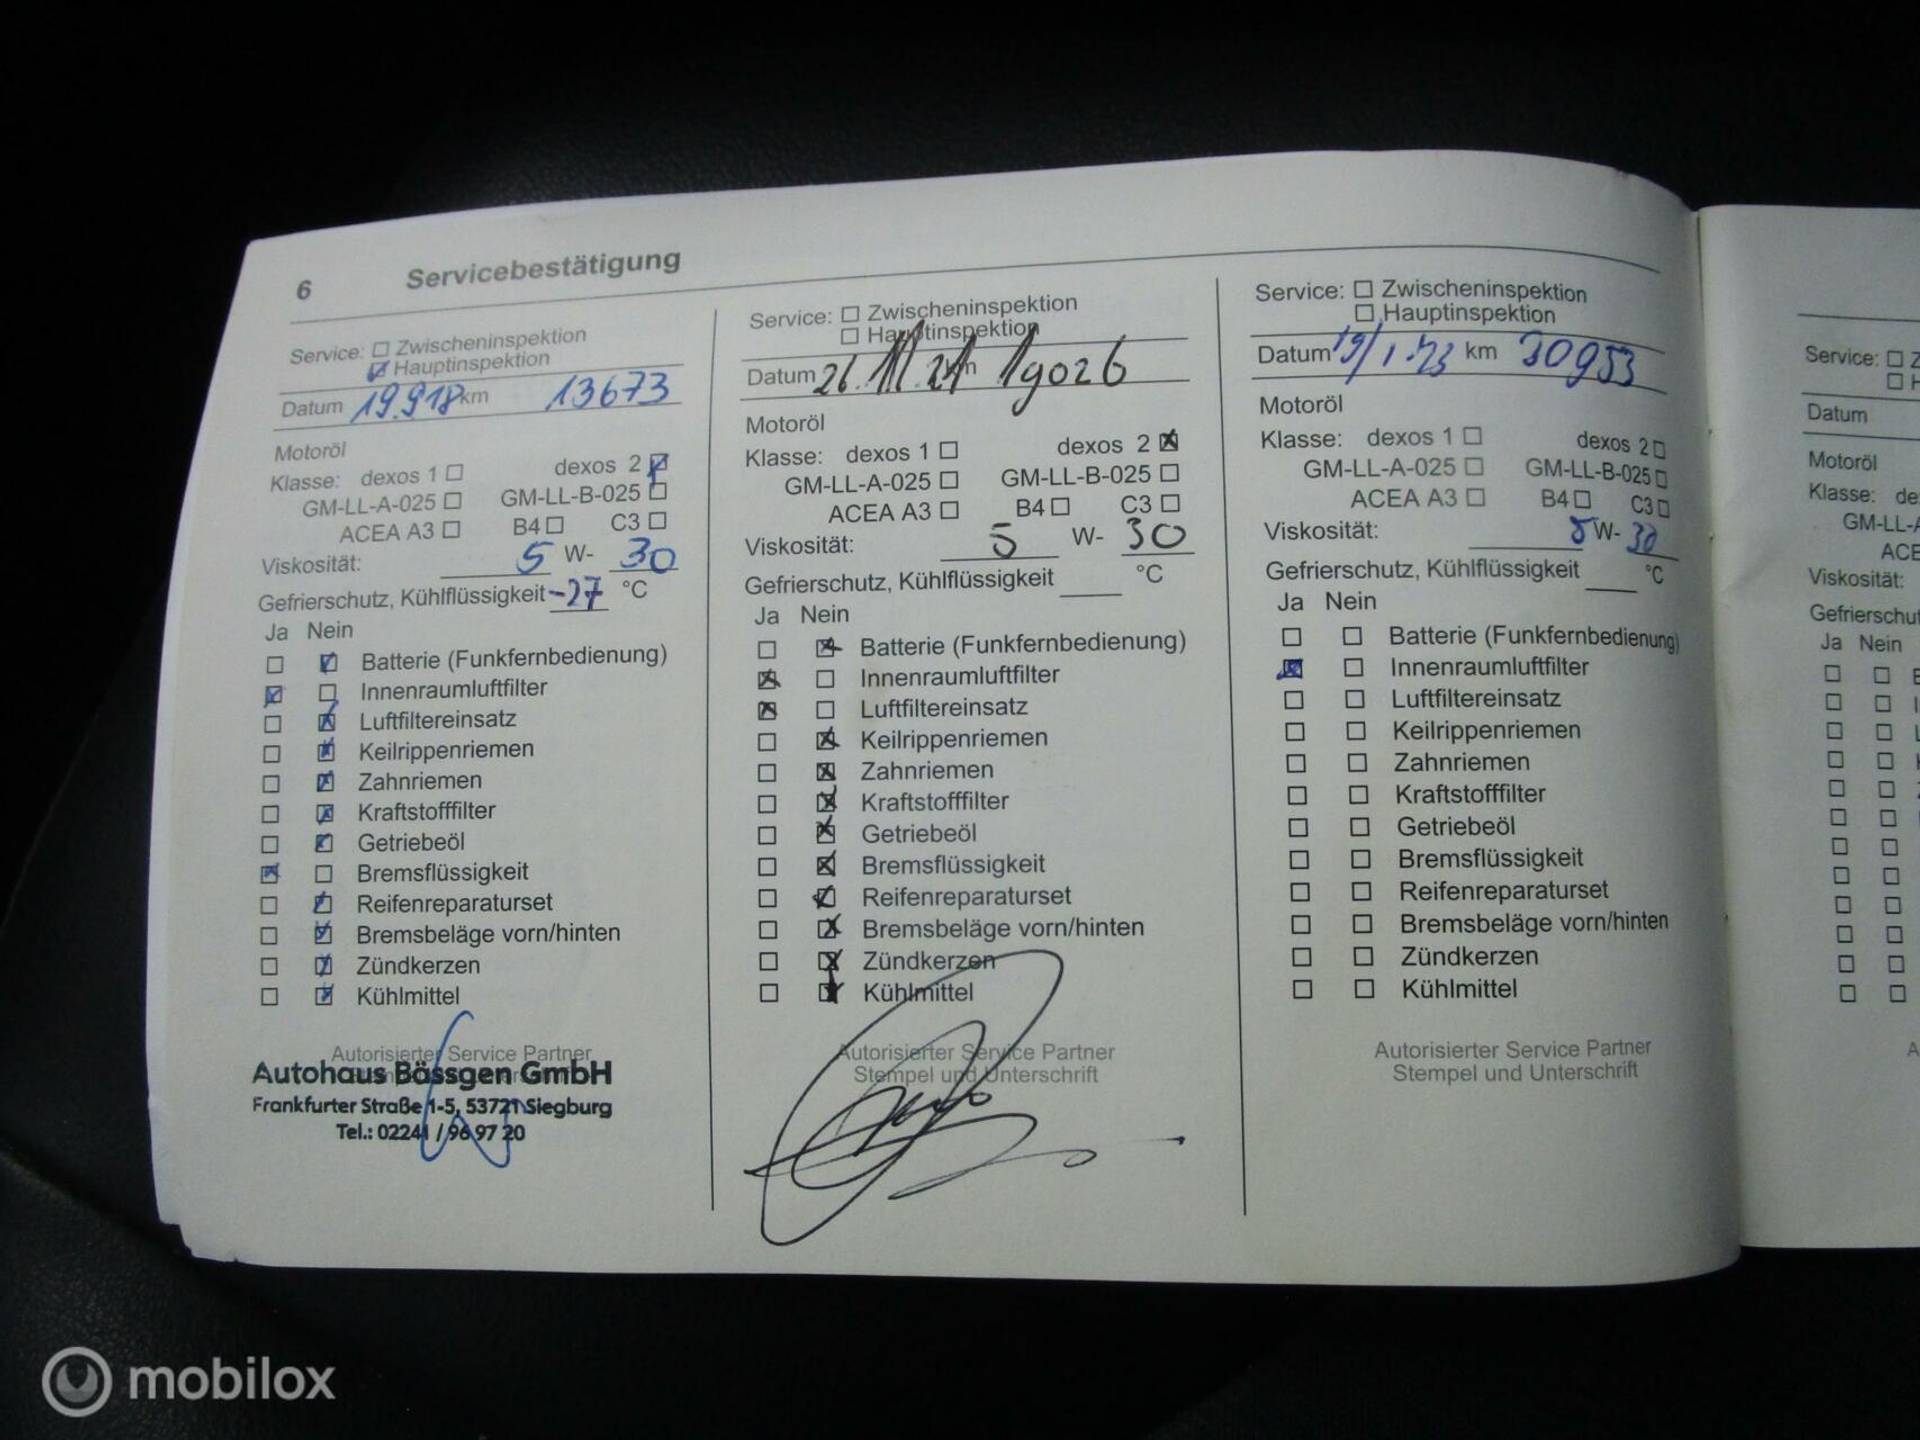 6 Servicebestätigung
Service: ☐ Zwischeninspektion
☑ Hauptinspektion
Datum 19.918 km 13673
Motoröl
Klasse: dexos 1 ☐ dexos 2 ☑
GM-LL-A-025 ☐ GM-LL-B-025 ☐
ACEA A3 ☐ B4 ☐ C3 ☐
Viskosität: 5 W- 30
Gefrierschutz, Kühlflüssigkeit -27 °C
Ja Nein
☐ ☑ Batterie (Funkfernbedienung)
☑ ☐ Innenraumluftfilter
☐ ☒ Luftfiltereinsatz
☐ ☒ Keilrippenriemen
☐ ☒ Zahnriemen
☐ ☒ Kraftstofffilter
☐ ☑ Getriebeöl
☒ ☐ Bremsflüssigkeit
☐ ☑ Reifenreparaturset
☐ ☑ Bremsbeläge vorn/hinten
☐ ☑ Zündkerzen
☐ ☑ Kühlmittel
Autorisierter Service Partner
Autohaus Bässgen GmbH
Frankfurter Straße 1-5, 53721 Siegburg
Tel.: 02241 / 96 97 20
Service: ☐ Zwischeninspektion
☐ Hauptinspektion
Datum 26.11.21 km 19026
Motoröl
Klasse: dexos 1 ☐ dexos 2 ☒
GM-LL-A-025 ☐ GM-LL-B-025 ☐
ACEA A3 ☐ B4 ☐ C3 ☐
Viskosität: 5 W- 30
Gefrierschutz, Kühlflüssigkeit °C
Ja Nein
☐ ☒ Batterie (Funkfernbedienung)
☒ ☐ Innenraumluftfilter
☒ ☐ Luftfiltereinsatz
☐ ☒ Keilrippenriemen
☐ ☒ Zahnriemen
☐ ☒ Kraftstofffilter
☐ ☒ Getriebeöl
☐ ☒ Bremsflüssigkeit
☐ ☑ Reifenreparaturset
☐ ☒ Bremsbeläge vorn/hinten
☐ ☒ Zündkerzen
☐ ☒ Kühlmittel
Autorisierter Service Partner
Stempel und Unterschrift
Service: ☐ Zwischeninspektion
☐ Hauptinspektion
Datum 19/1.23 km 30953
Motoröl
Klasse: dexos 1 ☐ dexos 2 ☐
GM-LL-A-025 ☐ GM-LL-B-025 ☐
ACEA A3 ☐ B4 ☐ C3 ☐
Viskosität: 5 W- 30
Gefrierschutz, Kühlflüssigkeit °C
Ja Nein
☐ ☐ Batterie (Funkfernbedienung)
☒ ☐ Innenraumluftfilter
☐ ☐ Luftfiltereinsatz
☐ ☐ Keilrippenriemen
☐ ☐ Zahnriemen
☐ ☐ Kraftstofffilter
☐ ☐ Getriebeöl
☐ ☐ Bremsflüssigkeit
☐ ☐ Reifenreparaturset
☐ ☐ Bremsbeläge vorn/hinten
☐ ☐ Zündkerzen
☐ ☐ Kühlmittel
Autorisierter Service Partner
Stempel und Unterschrift
Service: ☐ Z
☐ H
Datum
Motoröl
Klasse: de
GM-LL-A
ACE
Viskosität:
Gefrierschut
Ja Nein
mobilox